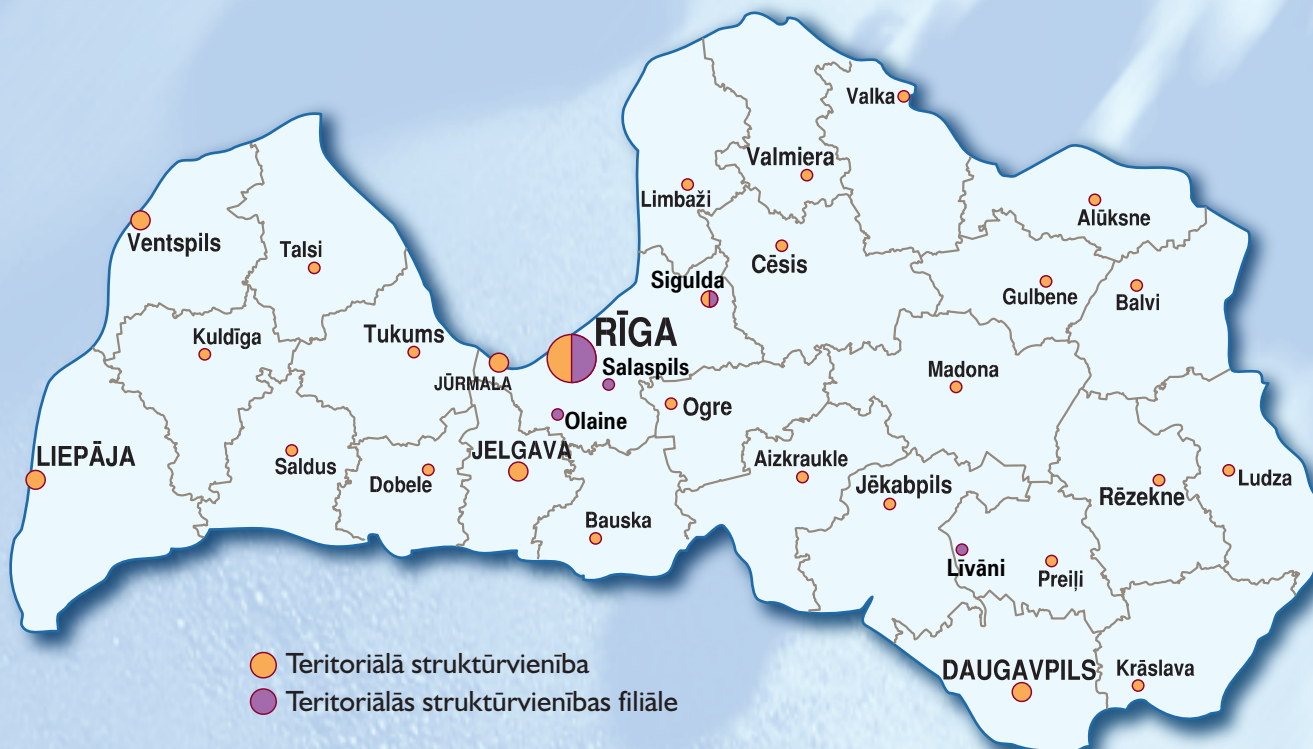 Valka
Valmiera
Limbaži
Alūksne
Ventspils
Talsi
Cēsis
Sigulda
Gulbene
Balvi
Kuldīga
Tukums
RĪGA
Salaspils
JŪRMALA
Madona
Ogre
Olaine
LIEPĀJA
JELGAVA
Saldus
Dobele
Aizkraukle
Jēkabpils
Rēzekne
Ludza
Bauska
Līvāni
Preiļi
DAUGAVPILS
Krāslava
Teritoriālā struktūrvienība
Teritoriālās struktūrvienības filiāle